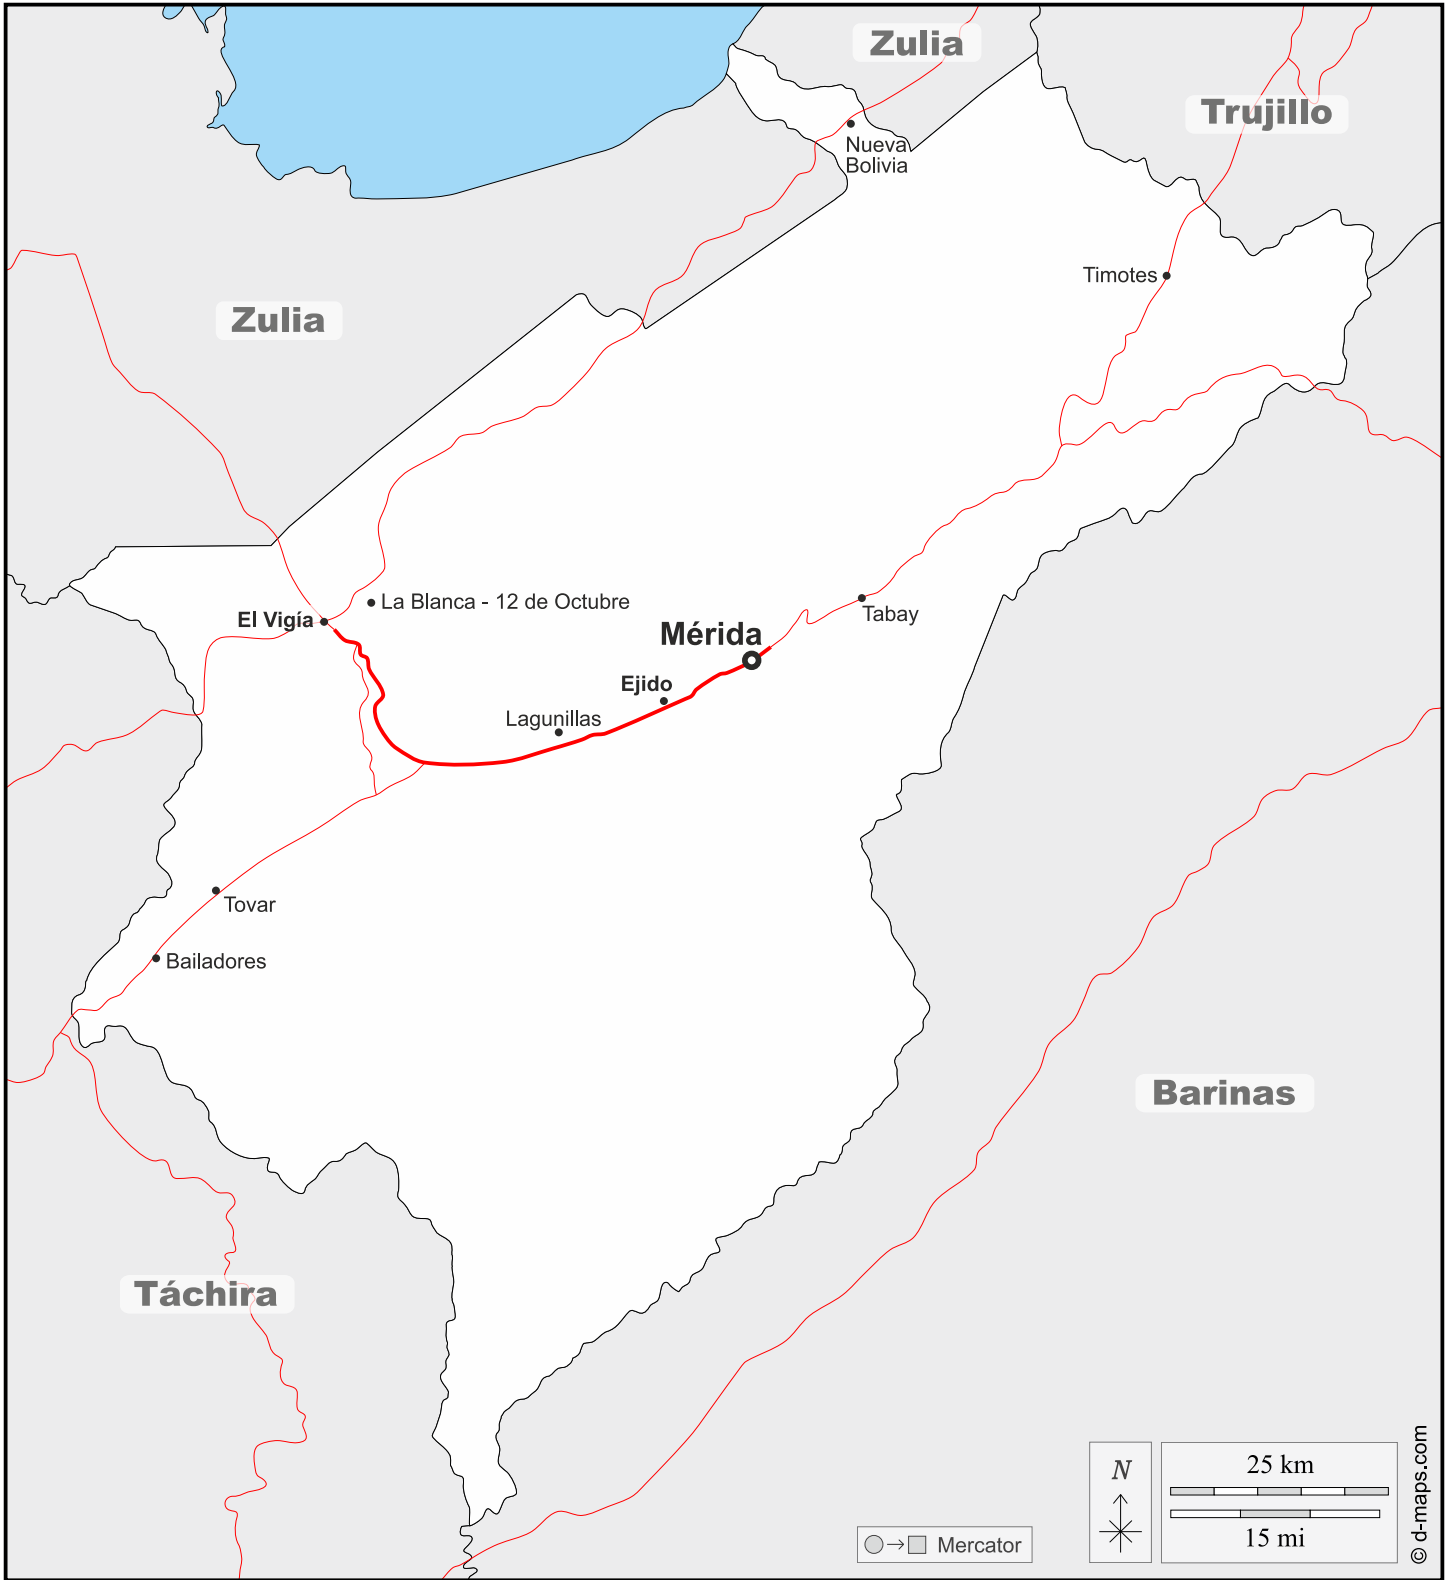 Zulia
Trujillo
Nueva
Bolivia
Timotes
Zulia
La Blanca - 12 de Octubre
El Vigía
Tabay
Mérida
Ejido
Lagunillas
Tovar
Bailadores
Barinas
Táchira
N
25 km
15 mi
Mercator
© d-maps.com